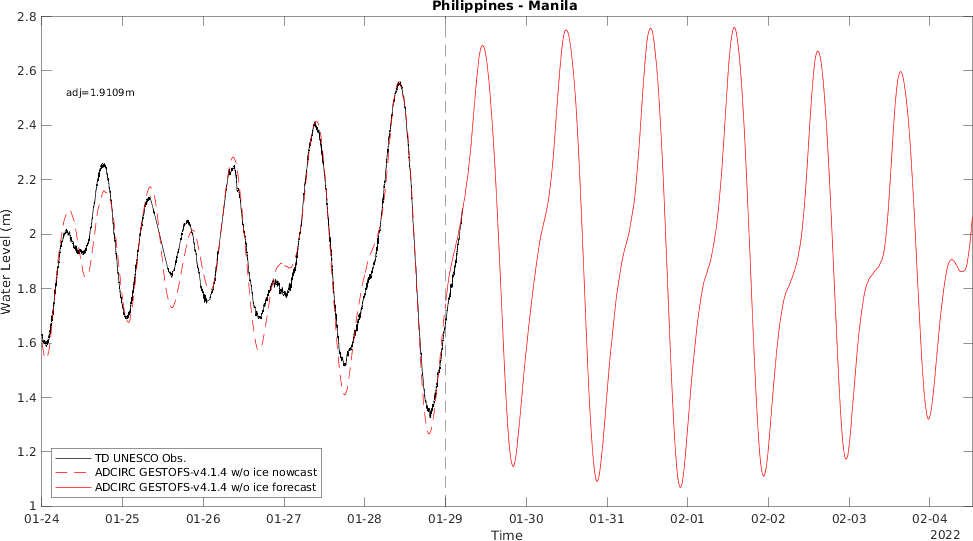 Philippines - Manila
2.8
2.6
adj=1.9109m
2.4
2.2
2
Water Level (m)
1.8
1.6
1.4
1.2
1
TD UNESCO Obs.
ADCIRC GESTOFS-v4.1.4 w/o ice nowcast
ADCIRC GESTOFS-v4.1.4 w/o ice forecast
01-24 01-25 01-26 01-27 01-28 01-29 01-30 01-31 02-01 02-02 02-03 02-04
Time
2022